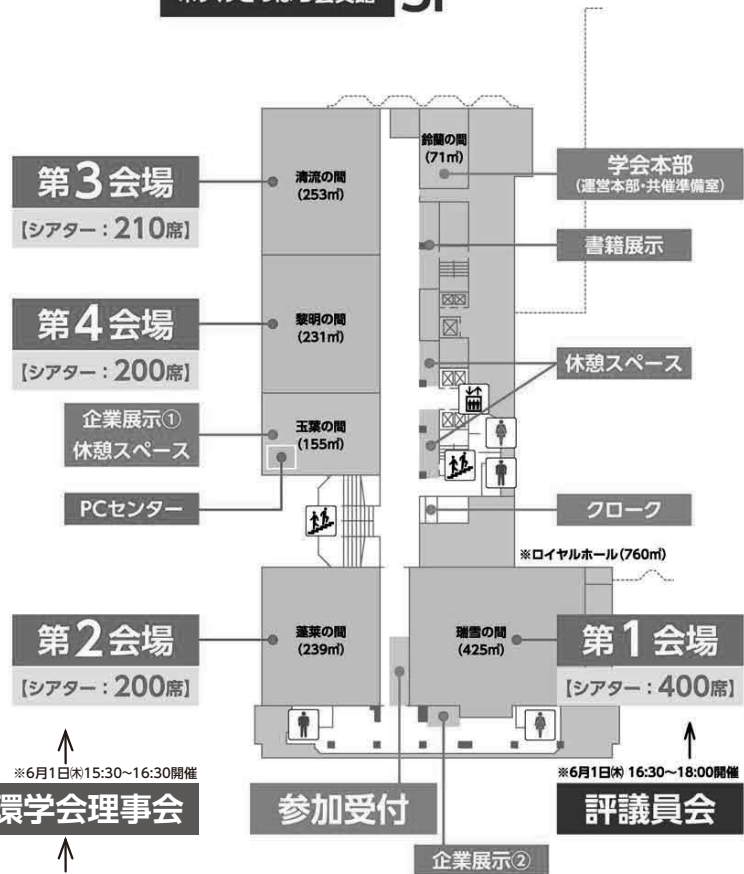 3F
鈴蘭の間
(71㎡)
第3会場
【シアター：210席】
清流の間
(253㎡)
学会本部
(運営本部・共催準備室)
書籍展示
第4会場
【シアター：200席】
黎明の間
(231㎡)
休憩スペース
企業展示①
休憩スペース
玉葉の間
(155㎡)
PCセンター
クローク
※ロイヤルホール(760㎡)
第2会場
【シアター：200席】
蓬莱の間
(239㎡)
瑞雪の間
(425㎡)
第1会場
【シアター：400席】
※6月1日㈭15:30~16:30開催
環学会理事会
参加受付
※6月1日㈭ 16:30~18:00開催
評議員会
企業展示②